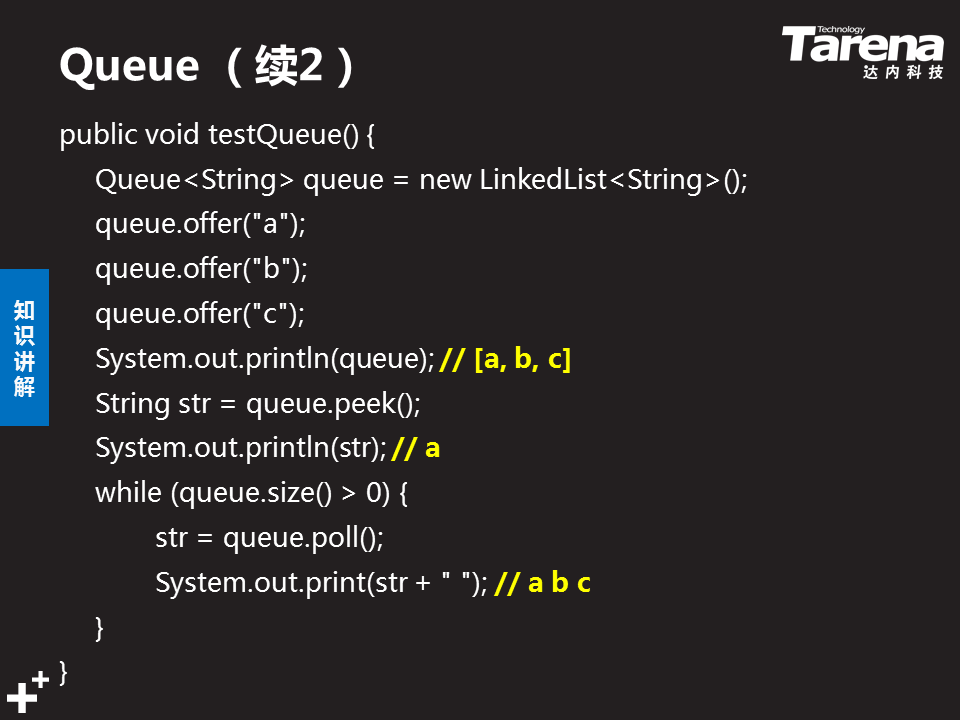 Queue （续2）
Technology
Tarena
达内科技
public void testQueue() {
Queue<String> queue = new LinkedList<String>();
queue.offer("a");
queue.offer("b");
queue.offer("c");
System.out.println(queue); // [a, b, c]
String str = queue.peek();
System.out.println(str); // a
while (queue.size() > 0) {
str = queue.poll();
System.out.print(str + " "); // a b c
}
}
知
识
讲
解